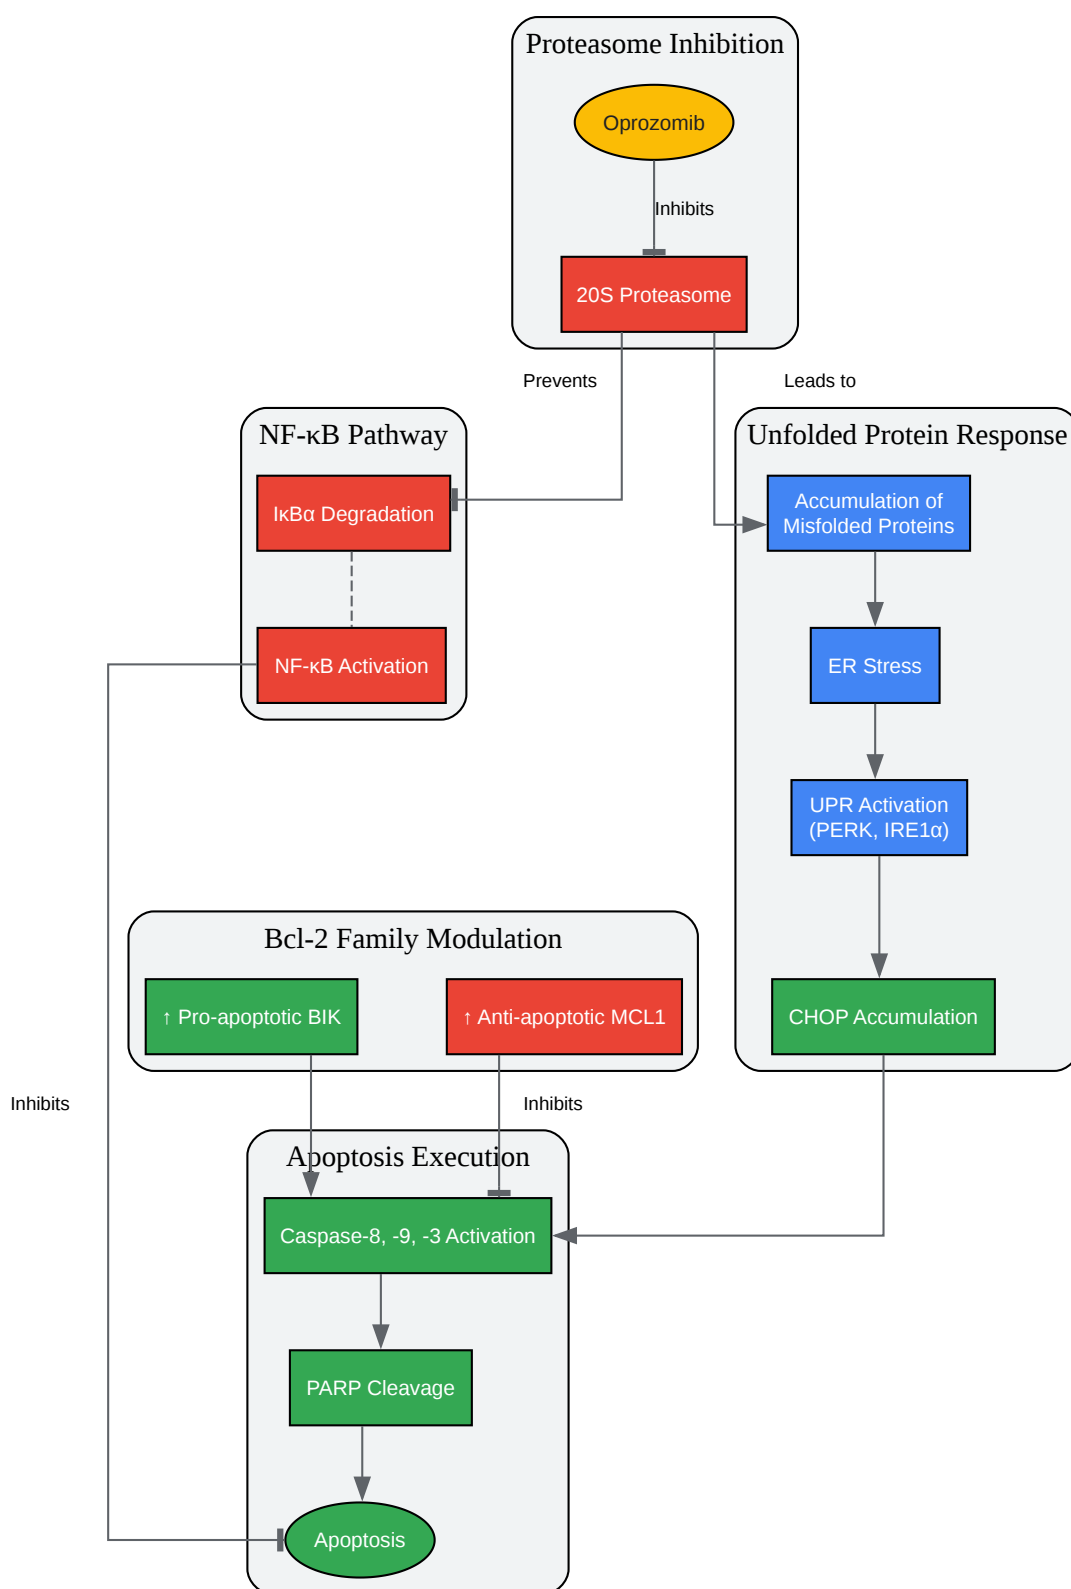 Proteasome Inhibition
Oprozomib
Inhibits
20S Proteasome
Prevents
Leads to
NF-κB Pathway
Unfolded Protein Response
IκBα Degradation
Accumulation of
Misfolded Proteins
NF-κB Activation
ER Stress
UPR Activation
(PERK, IRE1α)
Bcl-2 Family Modulation
↑ Pro-apoptotic BIK
↑ Anti-apoptotic MCL1
CHOP Accumulation
Inhibits
Inhibits
Apoptosis Execution
Caspase-8, -9, -3 Activation
PARP Cleavage
Apoptosis